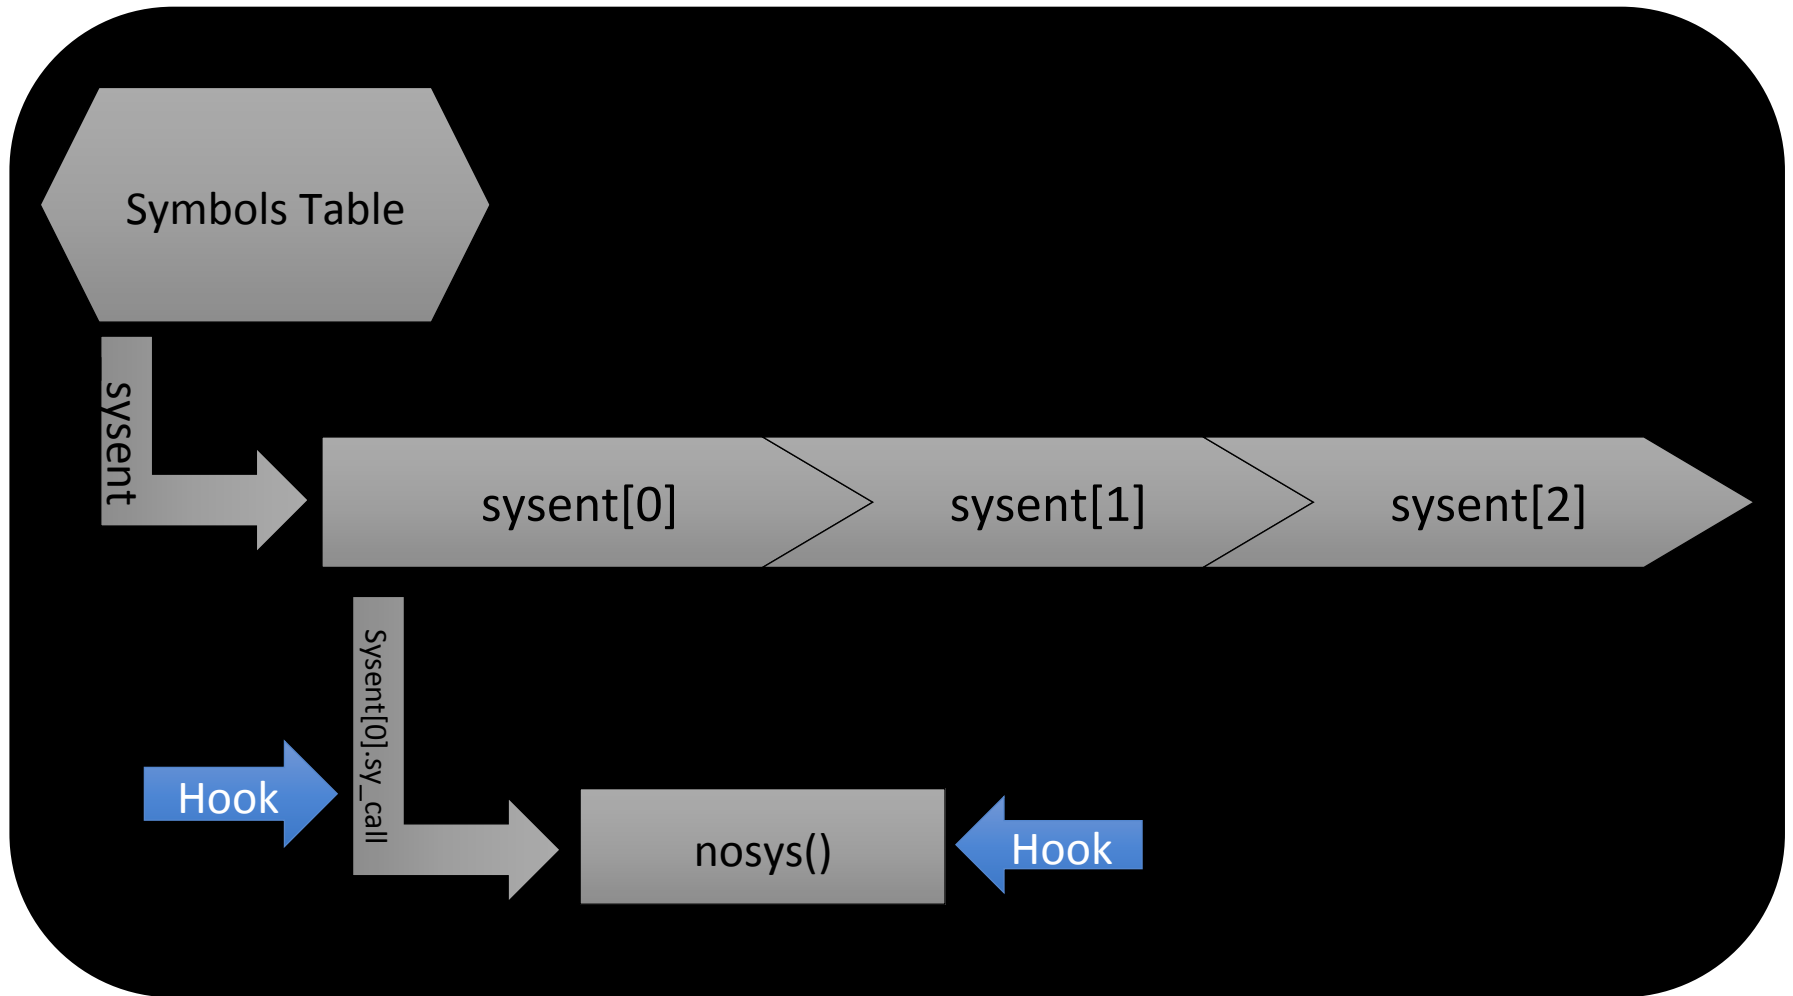 Symbols Table
sysent
sysent[0]
sysent[1]
sysent[2]
Sysent[0].sy_call
Hook
nosys()
Hook